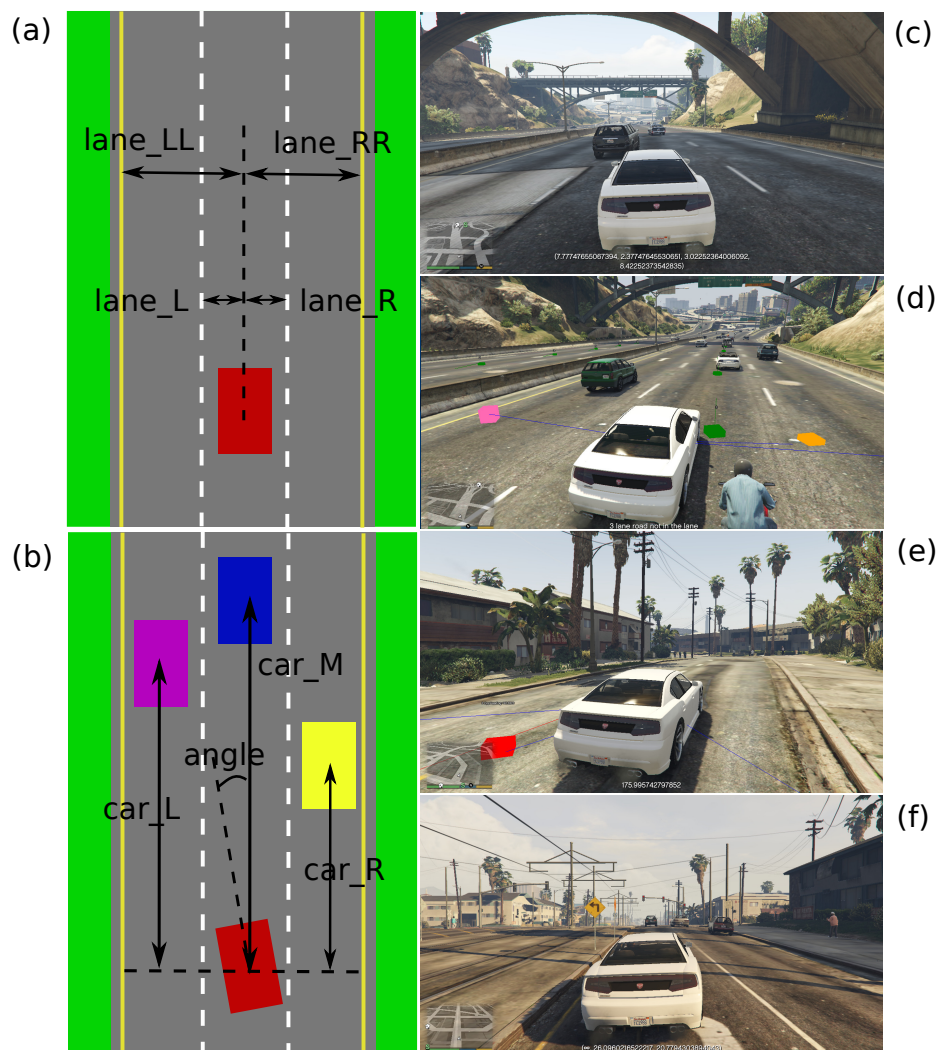 (a)
lane_LL
lane_RR
lane_L
lane_R
(b)
car_M
angle
car_L
car_R
(c)
(7.77747655067394, 2.3774764553065), 3.02252364006092,
8.42252373542835)
(d)
3 lane road not in the lane
(e)
175.995742797852
(f)